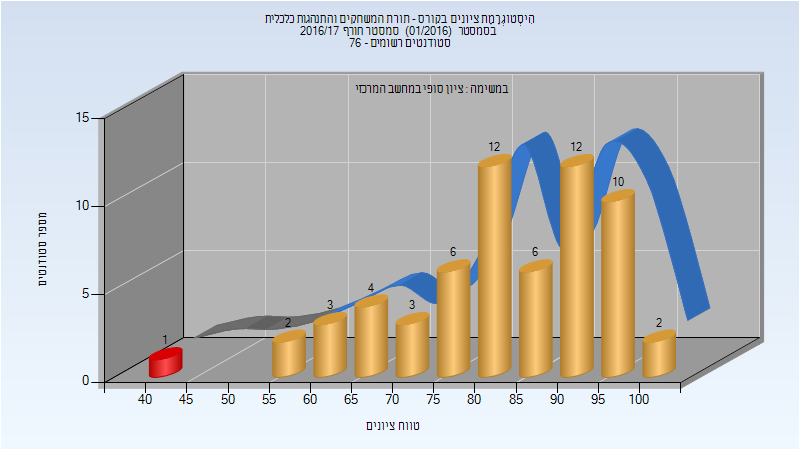 היסטוגרמת ציונים בקורס - תורת המשחקים והתנהגות כלכלית
בסמסטר (01/2016) סמסטר חורף 2016/17
סטודנטים רשומים - 76
במשימה : ציון סופי במחשב המרכזי
מספר סטודנטים
15
10
5
0
1
2
3
4
3
6
12
6
12
10
2
40 45 50 55 60 65 70 75 80 85 90 95 100
טווח ציונים